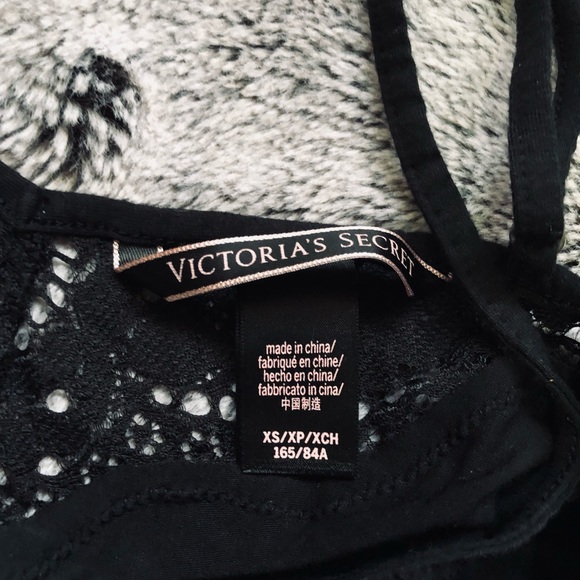 VICTORIA'S SECRET
made in china/
fabriqué en chine/
hecho en china/
fabbricato in cina/
中国制造
XS/XP/XCH
165/84A